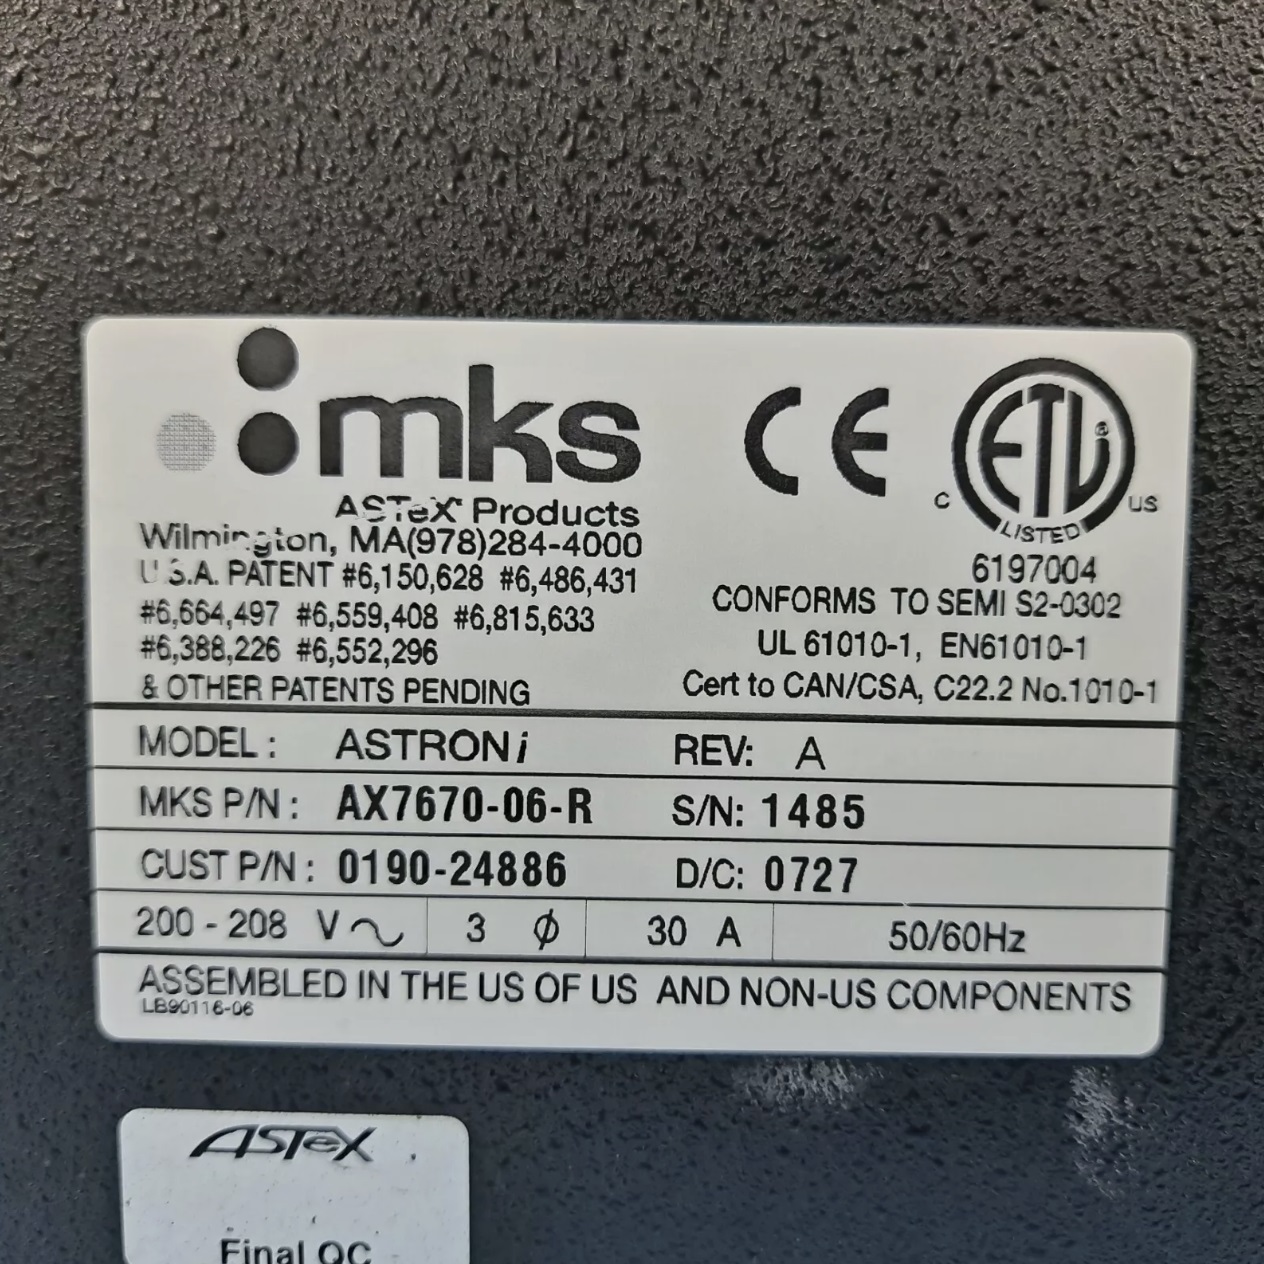 mks
ASTeX® Products
Wilmington, MA(978)284-4000
U.S.A. PATENT #6,150,628 #6,486,431
#6,664,497 #6,559,408 #6,815,633
#6,388,226 #6,552,296
& OTHER PATENTS PENDING
CE
ETL ®
C US
LISTED
6197004
CONFORMS TO SEMI S2-0302
UL 61010-1, EN61010-1
Cert to CAN/CSA, C22.2 No.1010-1
MODEL: ASTRONi REV: A
MKS P/N: AX7670-06-R S/N: 1485
CUST P/N: 0190-24886 D/C: 0727
200 - 208 V~ 3 ϕ 30 A 50/60Hz
ASSEMBLED IN THE US OF US AND NON-US COMPONENTS
LB90116-06
ASTeX
Final QC